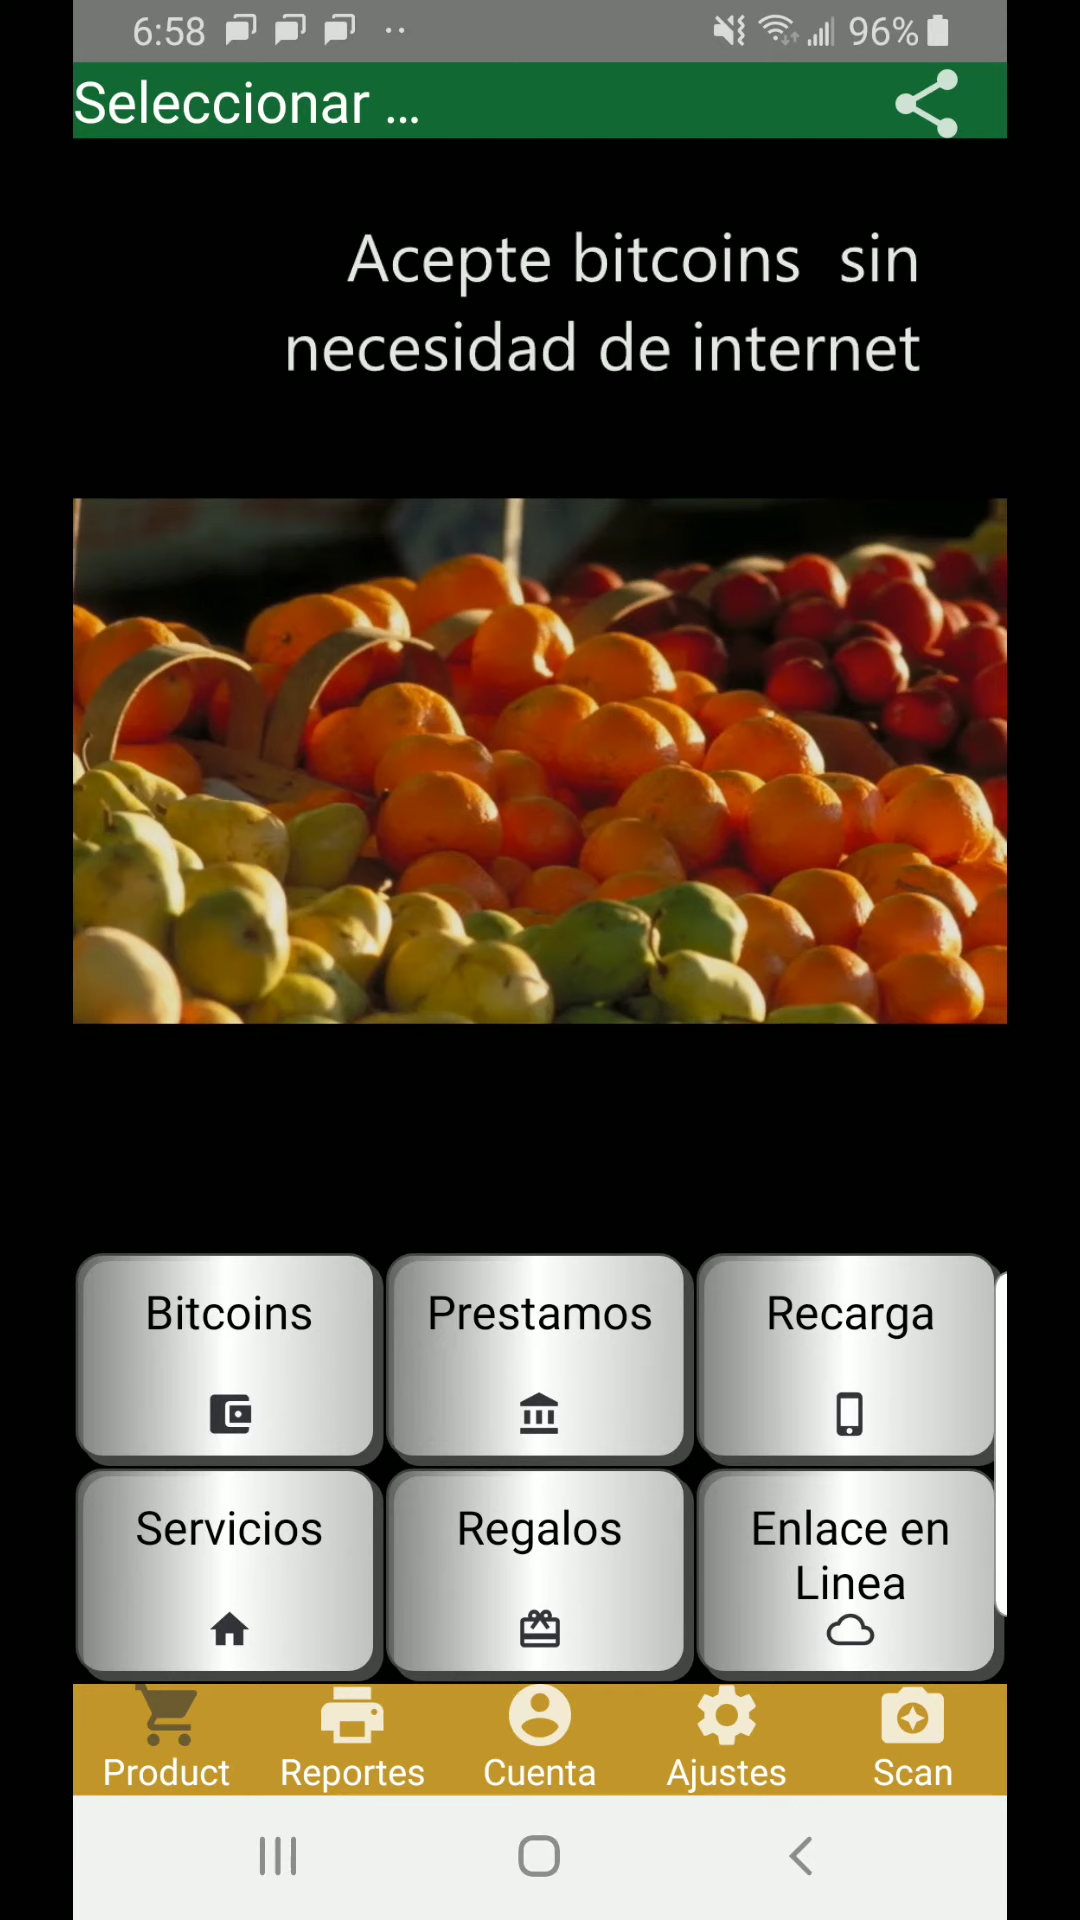 6:58
96%
Seleccionar ...
Acepte bitcoins sin
necesidad de internet
Bitcoins
Prestamos
Recarga
Servicios
Regalos
Enlace en
Linea
Product
Reportes
Cuenta
Ajustes
Scan